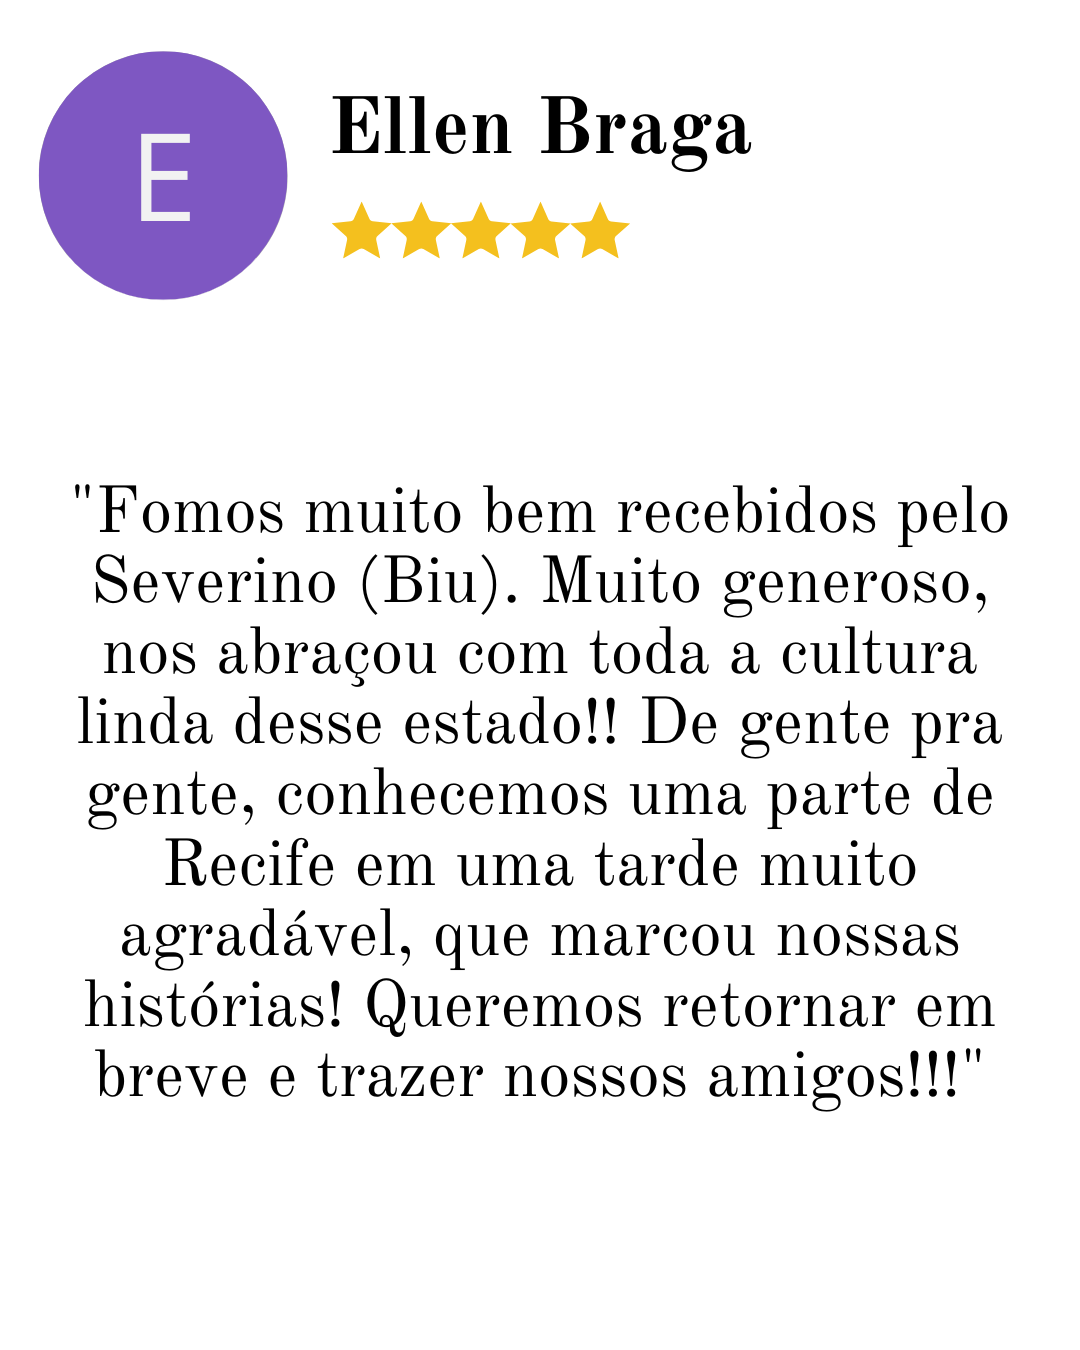 E
Ellen Braga
"Fomos muito bem recebidos pelo
Severino (Biu). Muito generoso,
nos abraçou com toda a cultura
linda desse estado!! De gente pra
gente, conhecemos uma parte de
Recife em uma tarde muito
agradável, que marcou nossas
histórias! Queremos retornar em
breve e trazer nossos amigos!!!"